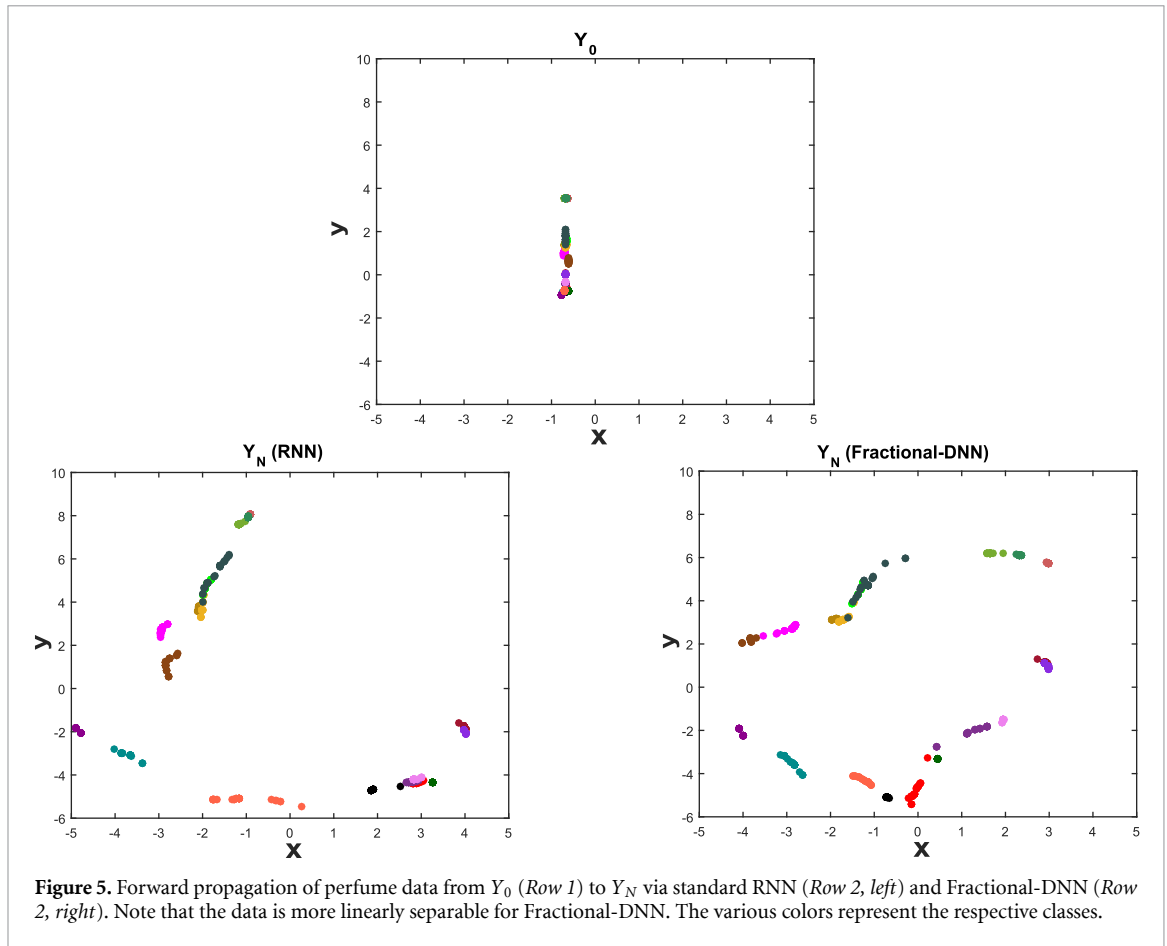 Y0
10
8
6
4
2
0
-2
-4
-6
y
-5 -4 -3 -2 -1 0 1 2 3 4 5
x
YN (RNN)
10
8
6
4
2
0
-2
-4
-6
y
-5 -4 -3 -2 -1 0 1 2 3 4 5
x
YN (Fractional-DNN)
10
8
6
4
2
0
-2
-4
-6
y
-5 -4 -3 -2 -1 0 1 2 3 4 5
x
Figure 5. Forward propagation of perfume data from Y0 (Row 1) to YN via standard RNN (Row 2, left) and Fractional-DNN (Row
2, right). Note that the data is more linearly separable for Fractional-DNN. The various colors represent the respective classes.